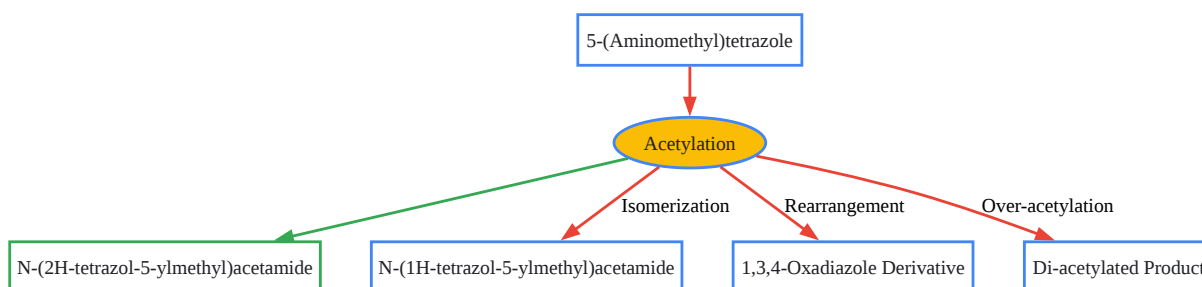 5-(Aminomethyl)tetrazole
Acetylation
Isomerization
Rearrangement
Over-acetylation
N-(2H-tetrazol-5-ylmethyl)acetamide
N-(1H-tetrazol-5-ylmethyl)acetamide
1,3,4-Oxadiazole Derivative
Di-acetylated Product